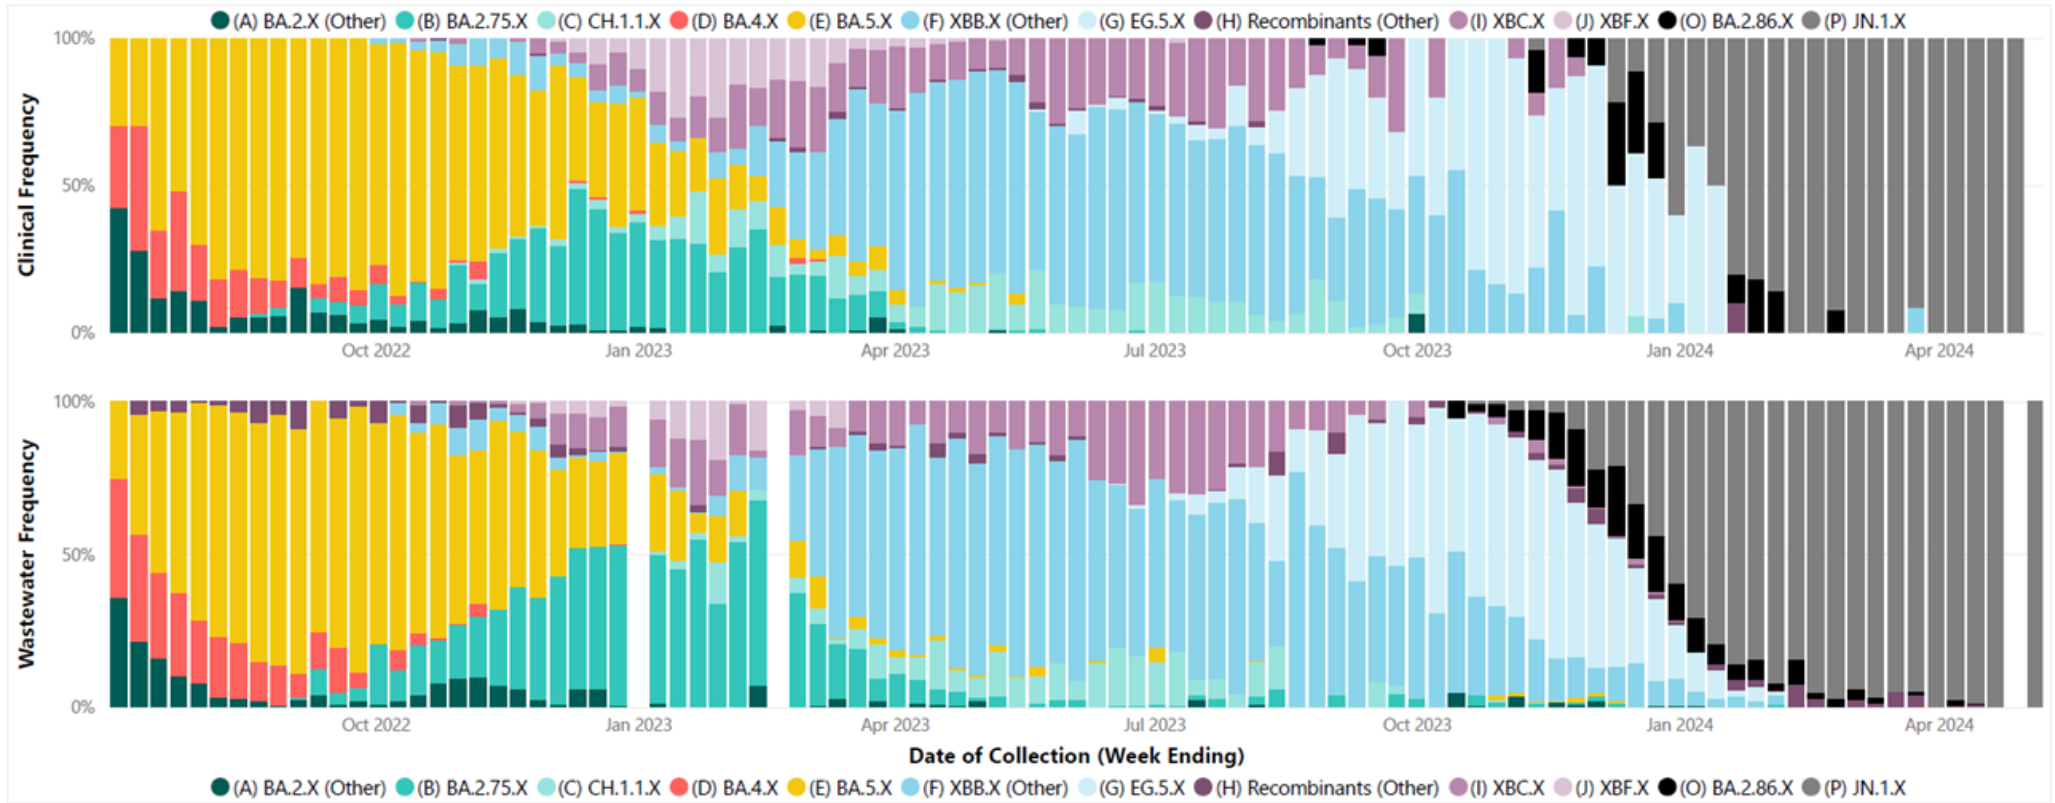 (A) BA.2.X (Other) (B) BA.2.75.X (C) CH.1.1.X (D) BA.4.X (E) BA.5.X (F) XBB.X (Other) (G) EG.5.X (H) Recombinants (Other) (I) XBC.X (J) XBF.X (O) BA.2.86.X (P) JN.1.X
Clinical Frequency
100%
50%
0%
Oct 2022 Jan 2023 Apr 2023 Jul 2023 Oct 2023 Jan 2024 Apr 2024
Wastewater Frequency
100%
50%
0%
Oct 2022 Jan 2023 Apr 2023 Jul 2023 Oct 2023 Jan 2024 Apr 2024
Date of Collection (Week Ending)
(A) BA.2.X (Other) (B) BA.2.75.X (C) CH.1.1.X (D) BA.4.X (E) BA.5.X (F) XBB.X (Other) (G) EG.5.X (H) Recombinants (Other) (I) XBC.X (J) XBF.X (O) BA.2.86.X (P) JN.1.X